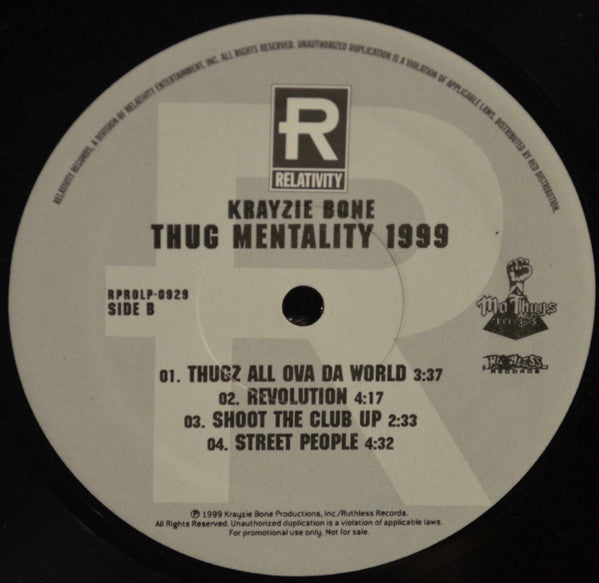 RELATIVITY RECORDS, A DIVISION OF RELATIVITY ENTERTAINMENT, INC. ALL RIGHTS RESERVED. UNAUTHORIZED DUPLICATION IS A VIOLATION OF APPLICABLE LAWS. DISTRIBUTED BY RED DISTRIBUTION.
R
RELATIVITY
KRAYZIE BONE
THUG MENTALITY 1999
RPROLP-0929
SIDE B
Mo Thugs
RECORDS
RUTHLESS
RECORDS
01. THUGZ ALL OVA DA WORLD 3:37
02. REVOLUTION 4:17
03. SHOOT THE CLUB UP 2:33
04. STREET PEOPLE 4:32
℗ 1999 Krayzie Bone Productions, Inc./Ruthless Records.
All Rights Reserved. Unauthorized duplication is a violation of applicable laws.
For promotional use only. Not for sale.